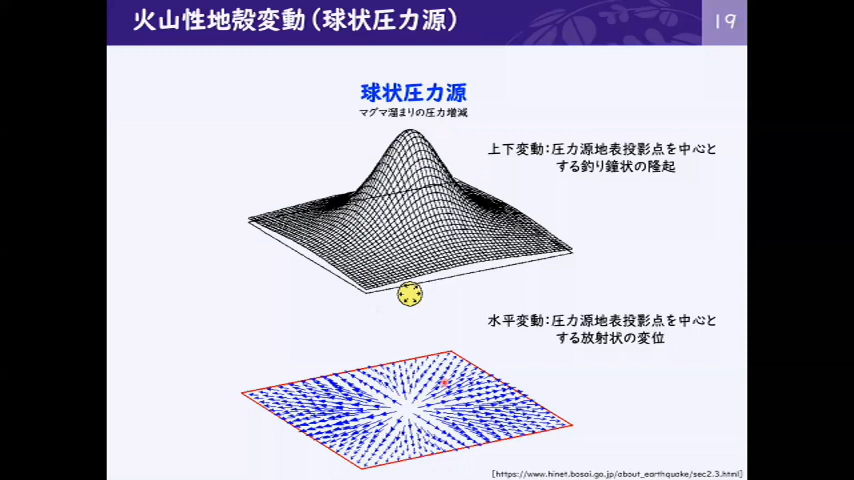 火山性地殻変動（球状圧力源）
19
球状圧力源
マグマ溜まりの圧力増減
上下変動：圧力源地表投影点を中心と
する釣り鐘状の隆起
水平変動：圧力源地表投影点を中心と
する放射状の変位
[https://www.hinet.bosai.go.jp/about_earthquake/sec2.3.html]